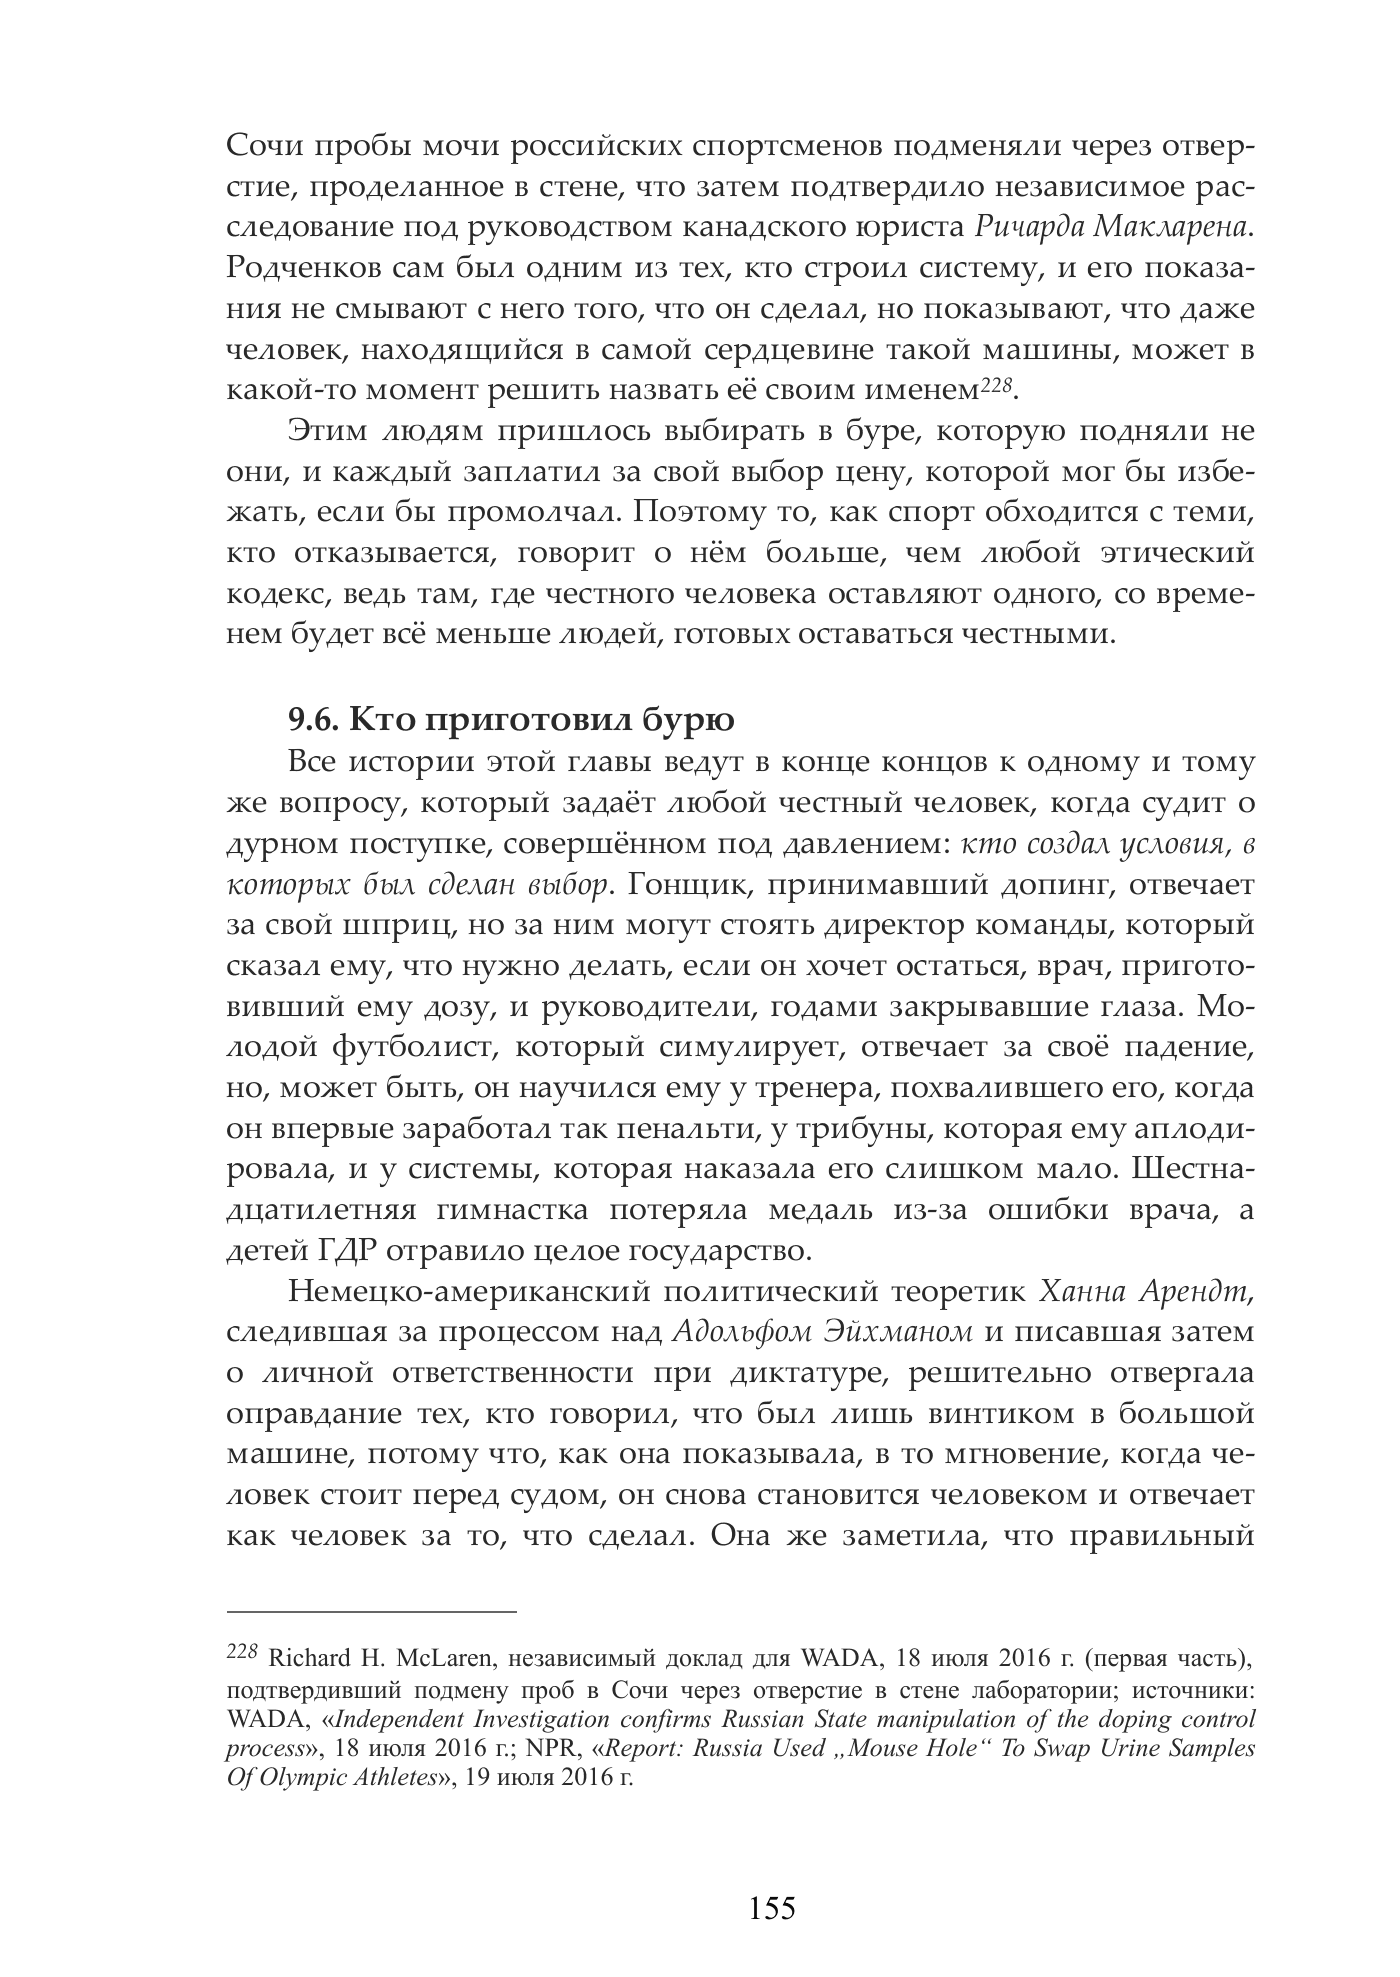 Сочи пробы мочи российских спортсменов подменяли через отвер-
стие, проделанное в стене, что затем подтвердило независимое рас-
следование под руководством канадского юриста Ричарда Макларена.
Родченков сам был одним из тех, кто строил систему, и его показа-
ния не смывают с него того, что он сделал, но показывают, что даже
человек, находящийся в самой сердцевине такой машины, может в
какой-то момент решить назвать её своим именем228.
Этим людям пришлось выбирать в буре, которую подняли не
они, и каждый заплатил за свой выбор цену, которой мог бы избе-
жать, если бы промолчал. Поэтому то, как спорт обходится с теми,
кто отказывается, говорит о нём больше, чем любой этический
кодекс, ведь там, где честного человека оставляют одного, со време-
нем будет всё меньше людей, готовых оставаться честными.
9.6. Кто приготовил бурю
Все истории этой главы ведут в конце концов к одному и тому
же вопросу, который задаёт любой честный человек, когда судит о
дурном поступке, совершённом под давлением: кто создал условия, в
которых был сделан выбор. Гонщик, принимавший допинг, отвечает
за свой шприц, но за ним могут стоять директор команды, который
сказал ему, что нужно делать, если он хочет остаться, врач, пригото-
вивший ему дозу, и руководители, годами закрывавшие глаза. Мо-
лодой футболист, который симулирует, отвечает за своё падение,
но, может быть, он научился ему у тренера, похвалившего его, когда
он впервые заработал так пенальти, у трибуны, которая ему аплоди-
ровала, и у системы, которая наказала его слишком мало. Шестна-
дцатилетняя гимнастка потеряла медаль из-за ошибки врача, а
детей ГДР отравило целое государство.
Немецко-американский политический теоретик Ханна Арендт,
следившая за процессом над Адольфом Эйхманом и писавшая затем
о личной ответственности при диктатуре, решительно отвергала
оправдание тех, кто говорил, что был лишь винтиком в большой
машине, потому что, как она показывала, в то мгновение, когда че-
ловек стоит перед судом, он снова становится человеком и отвечает
как человек за то, что сделал. Она же заметила, что правильный
228 Richard H. McLaren, независимый доклад для WADA, 18 июля 2016 г. (первая часть),
подтвердивший подмену проб в Сочи через отверстие в стене лаборатории; источники:
WADA, «Independent Investigation confirms Russian State manipulation of the doping control
process», 18 июля 2016 г.; NPR, «Report: Russia Used „Mouse Hole“ To Swap Urine Samples
Of Olympic Athletes», 19 июля 2016 г.
155